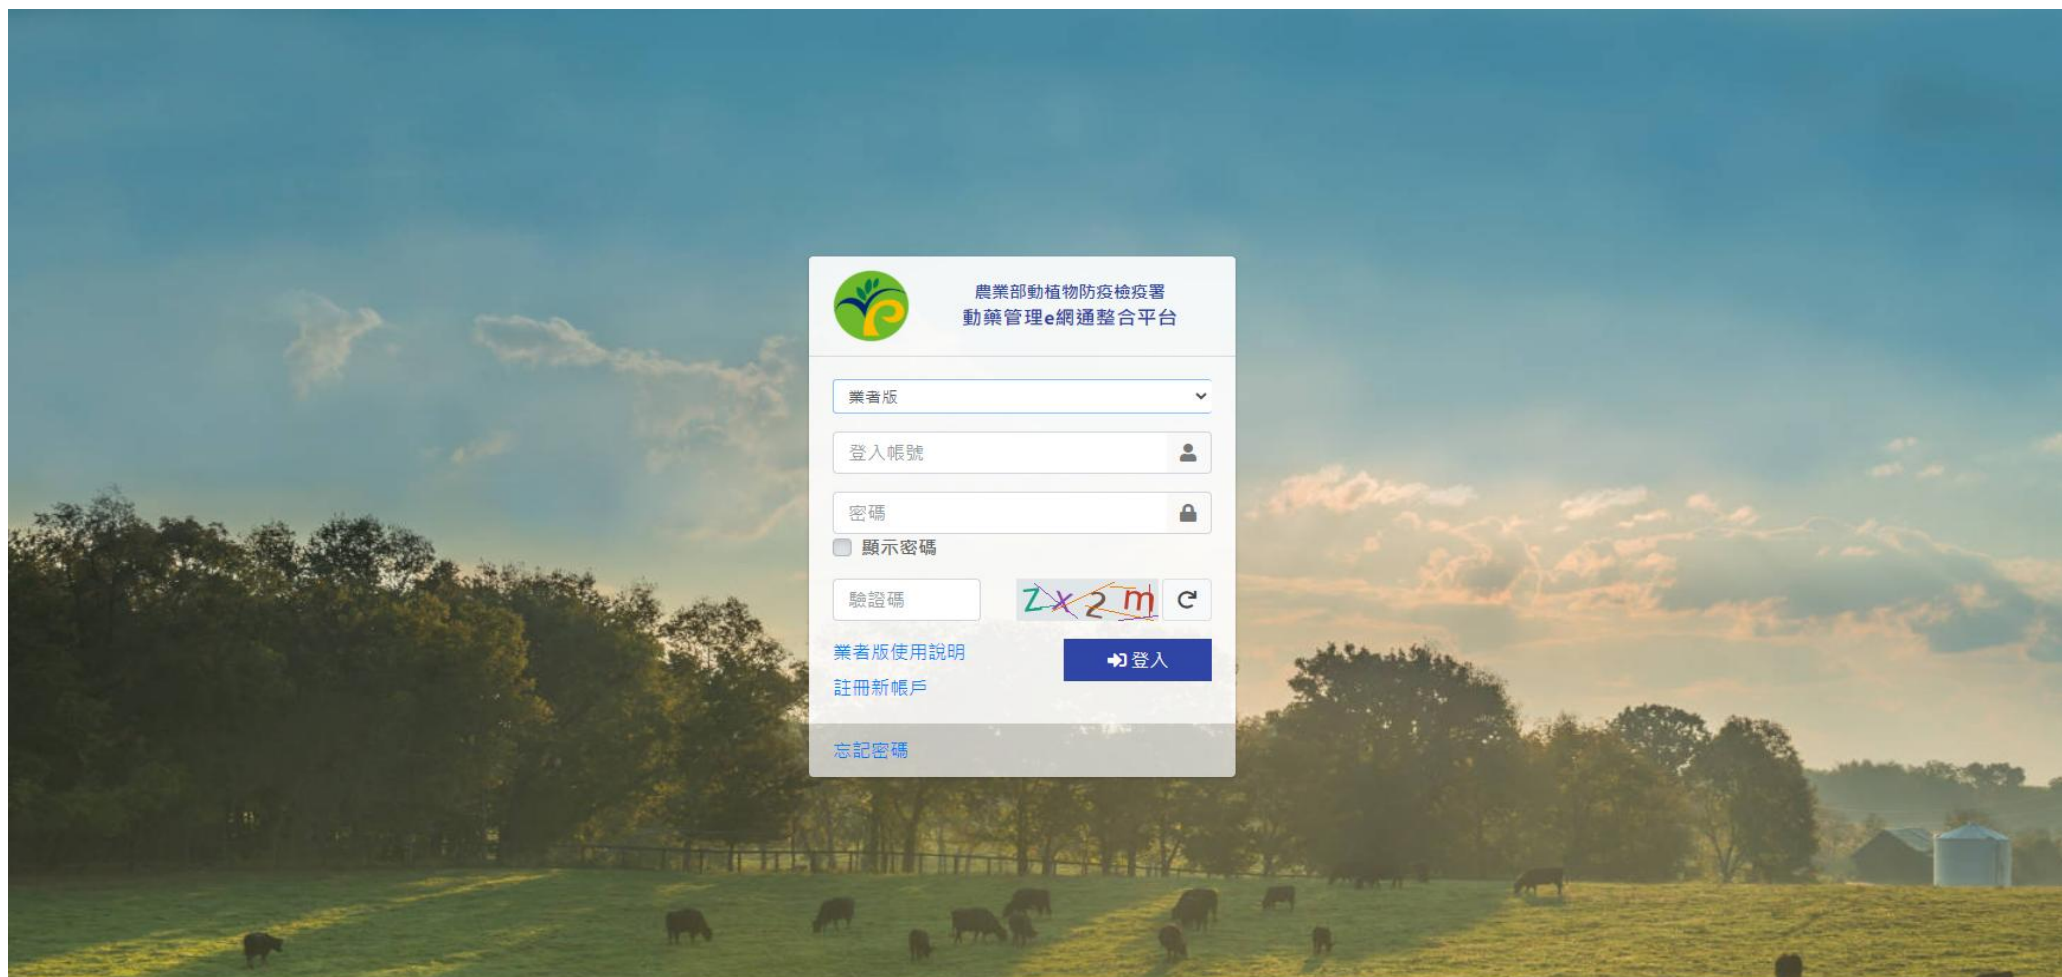 農業部動植物防疫檢疫署
動藥管理e網通整合平台
業者版
登入帳號
密碼
顯示密碼
驗證碼
zx2m
業者版使用說明
登入
註冊新帳戶
忘記密碼